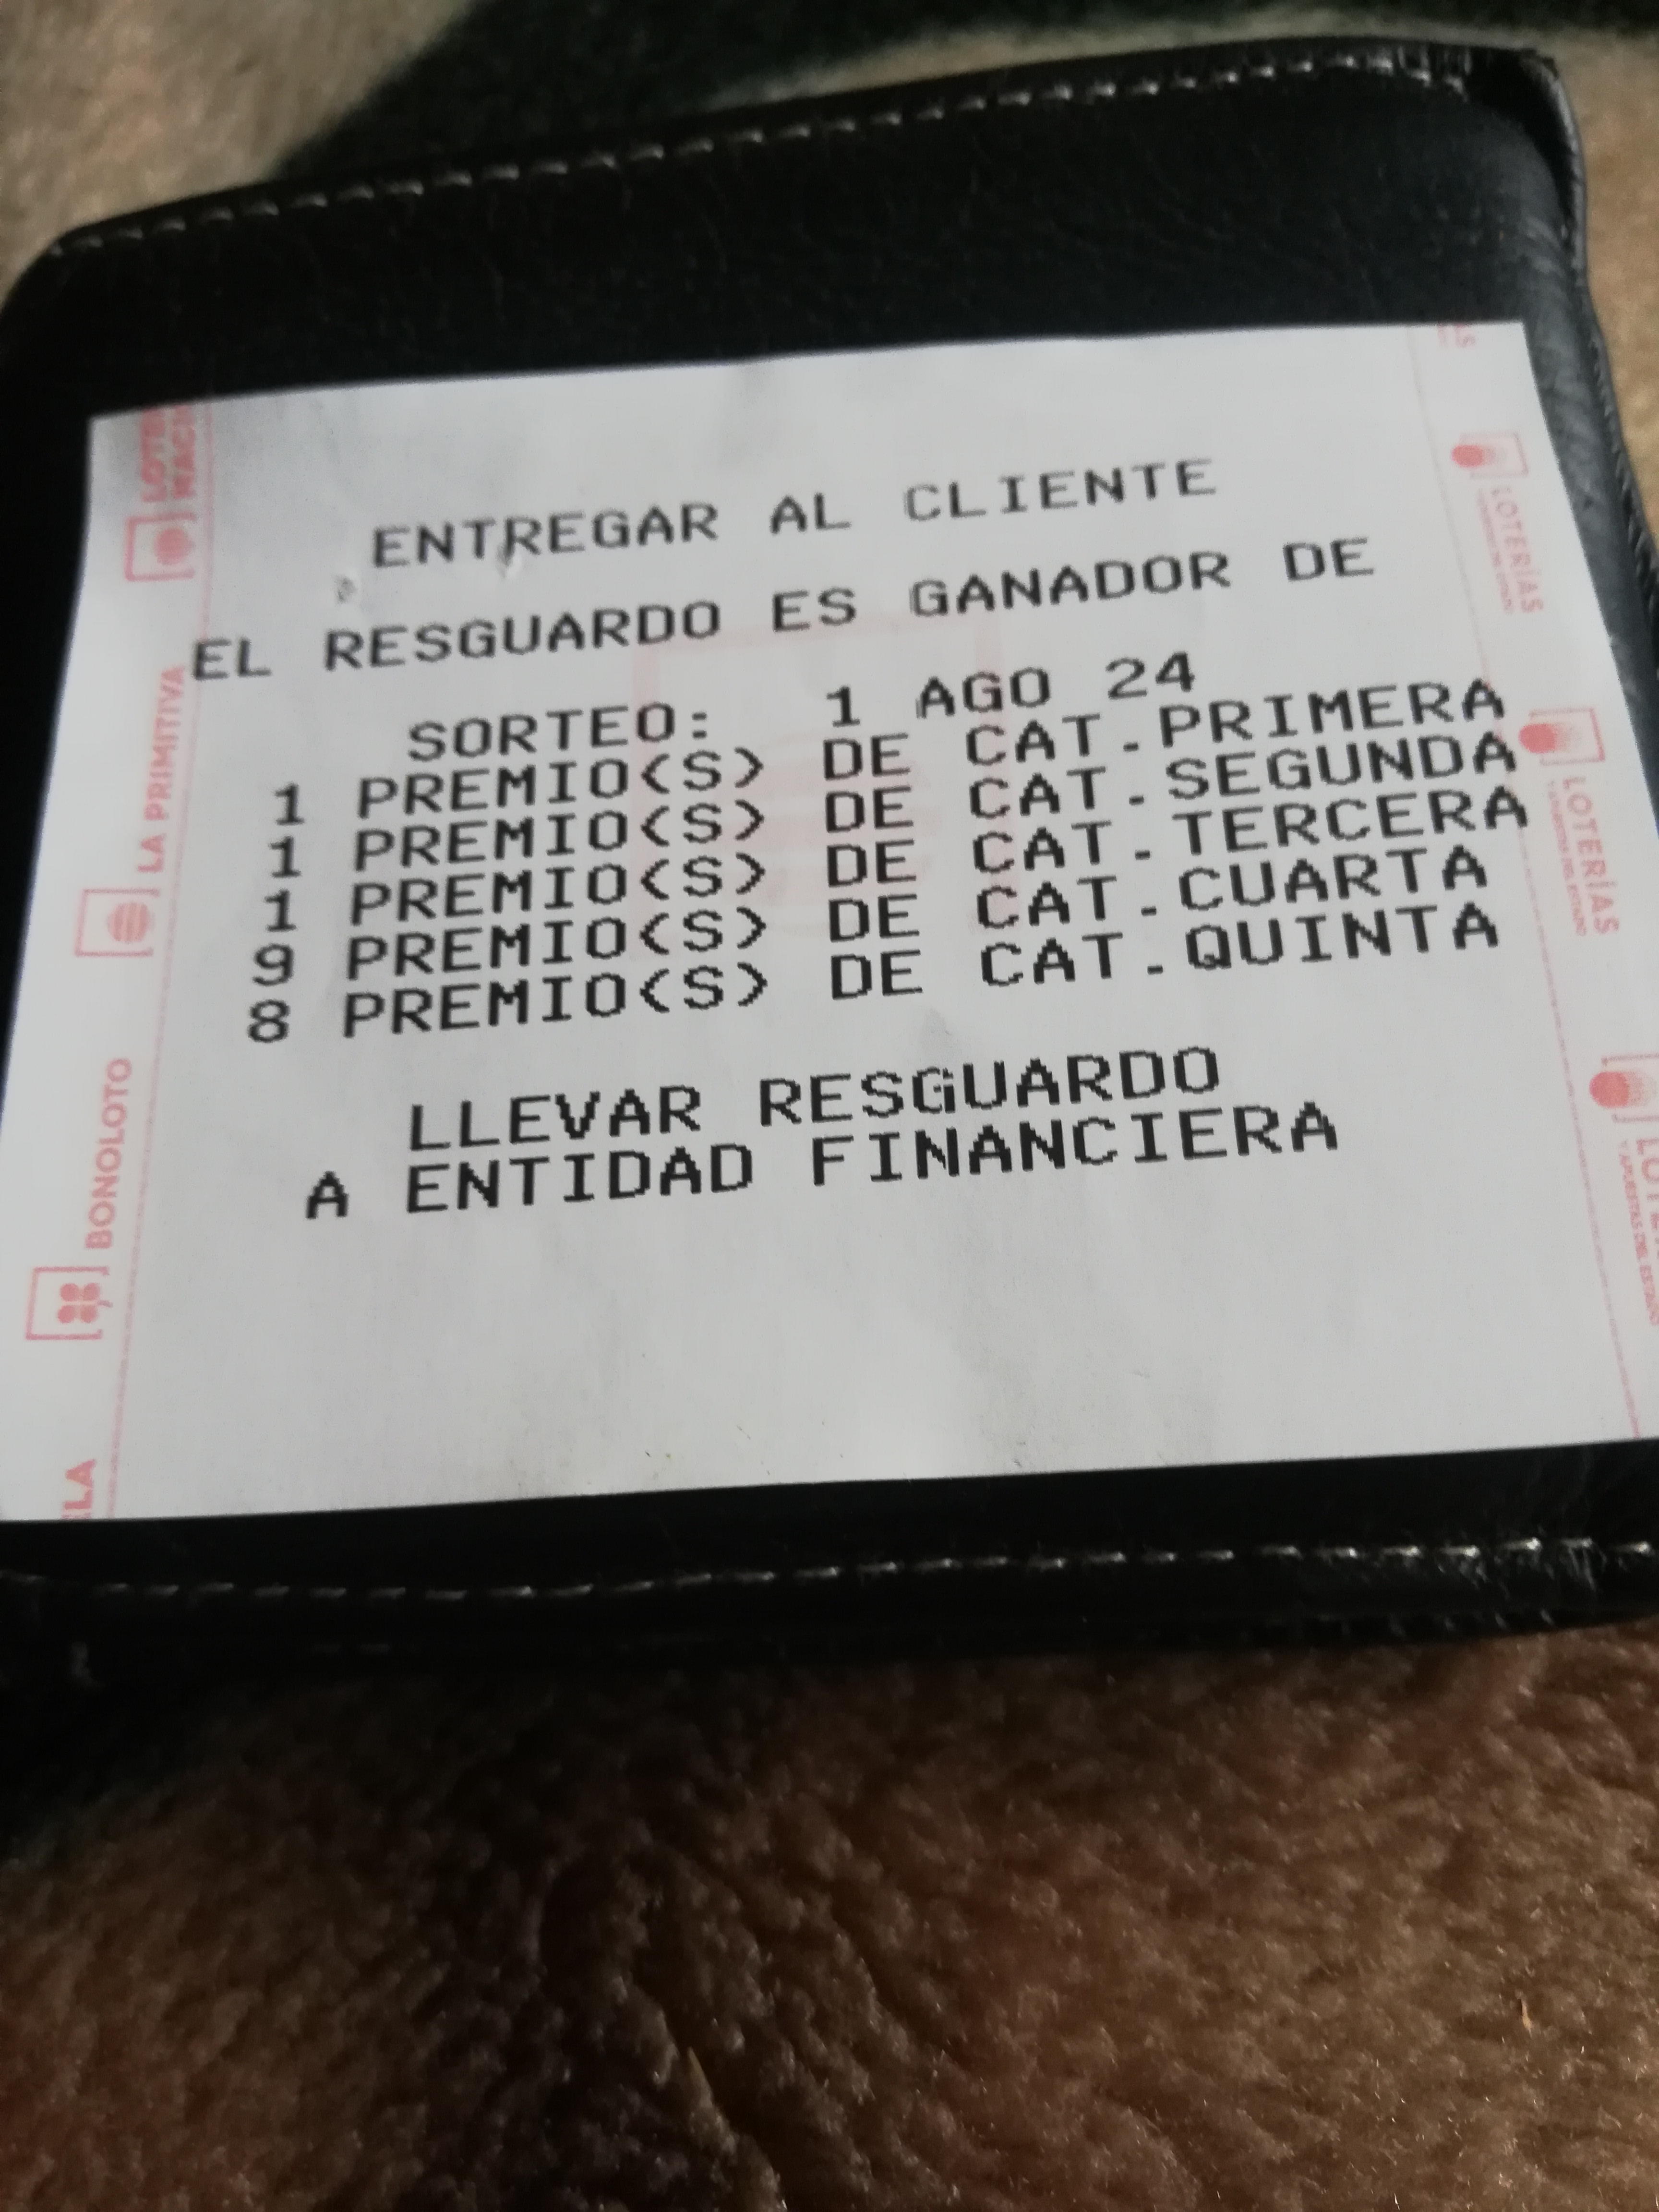 ENTREGAR AL CLIENTE
EL RESGUARDO ES GANADOR DE
SORTEO: 1 AGO 24
1 PREMIO(S) DE CAT.PRIMERA
1 PREMIO(S) DE CAT.SEGUNDA
1 PREMIO(S) DE CAT.TERCERA
9 PREMIO(S) DE CAT.CUARTA
8 PREMIO(S) DE CAT.QUINTA
LLEVAR RESGUARDO
A ENTIDAD FINANCIERA
LA PRIMITIVA
BONOLOTO
LOTERÍAS
LOTERÍAS